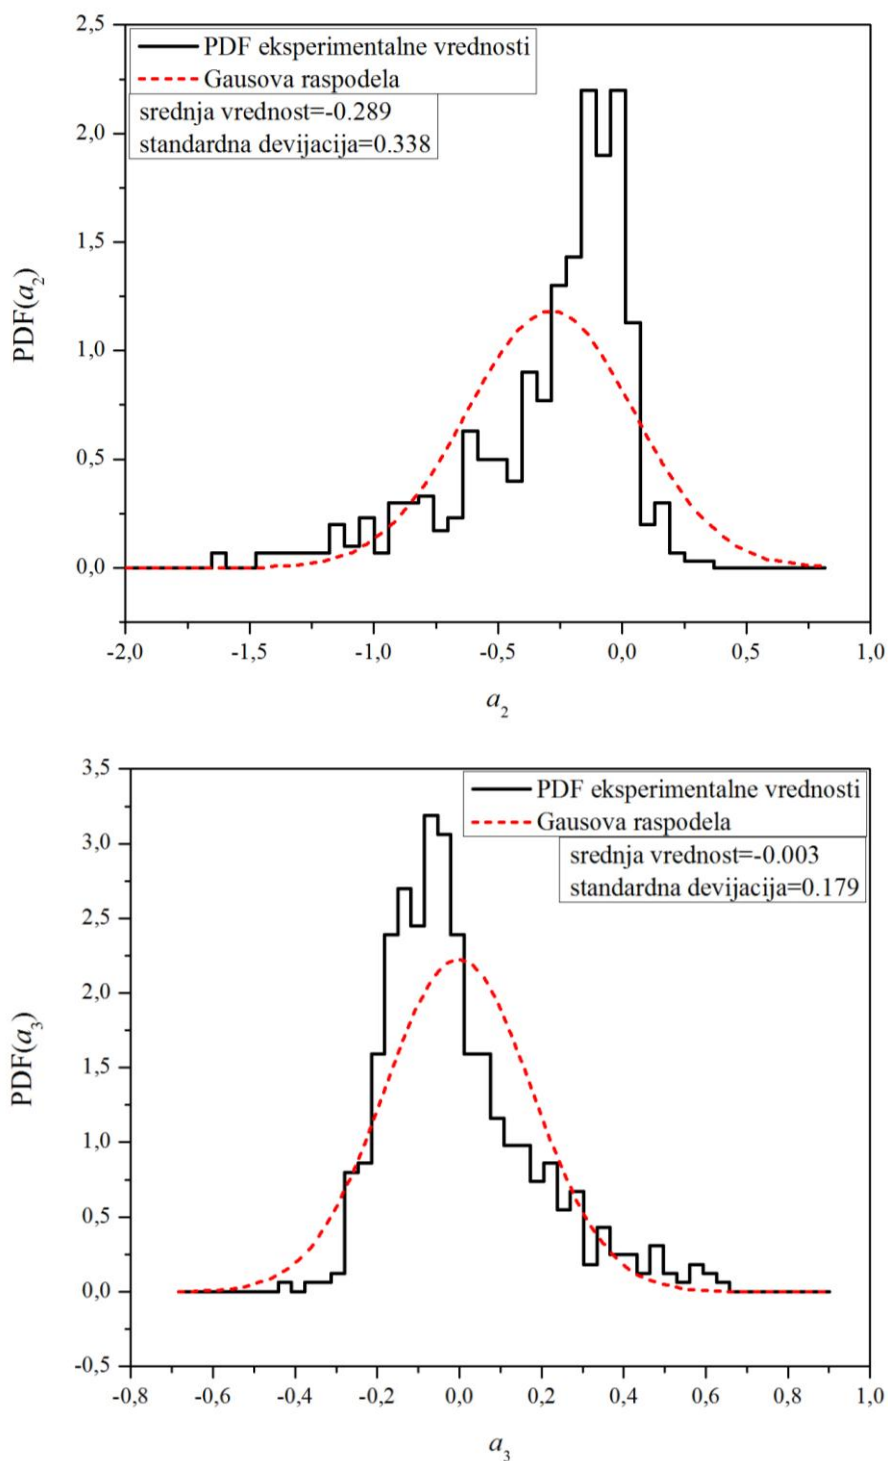 2,5
PDF eksperimentalne vrednosti
Gausova raspodela
srednja vrednost=-0.289
standardna devijacija=0.338
2,0
1,5
PDF(a2)
1,0
0,5
0,0
-2,0 -1,5 -1,0 -0,5 0,0 0,5 1,0
a2
3,5
PDF eksperimentalne vrednosti
Gausova raspodela
srednja vrednost=-0.003
standardna devijacija=0.179
3,0
2,5
2,0
PDF(a3)
1,5
1,0
0,5
0,0
-0,5
-0,8 -0,6 -0,4 -0,2 0,0 0,2 0,4 0,6 0,8 1,0
a3